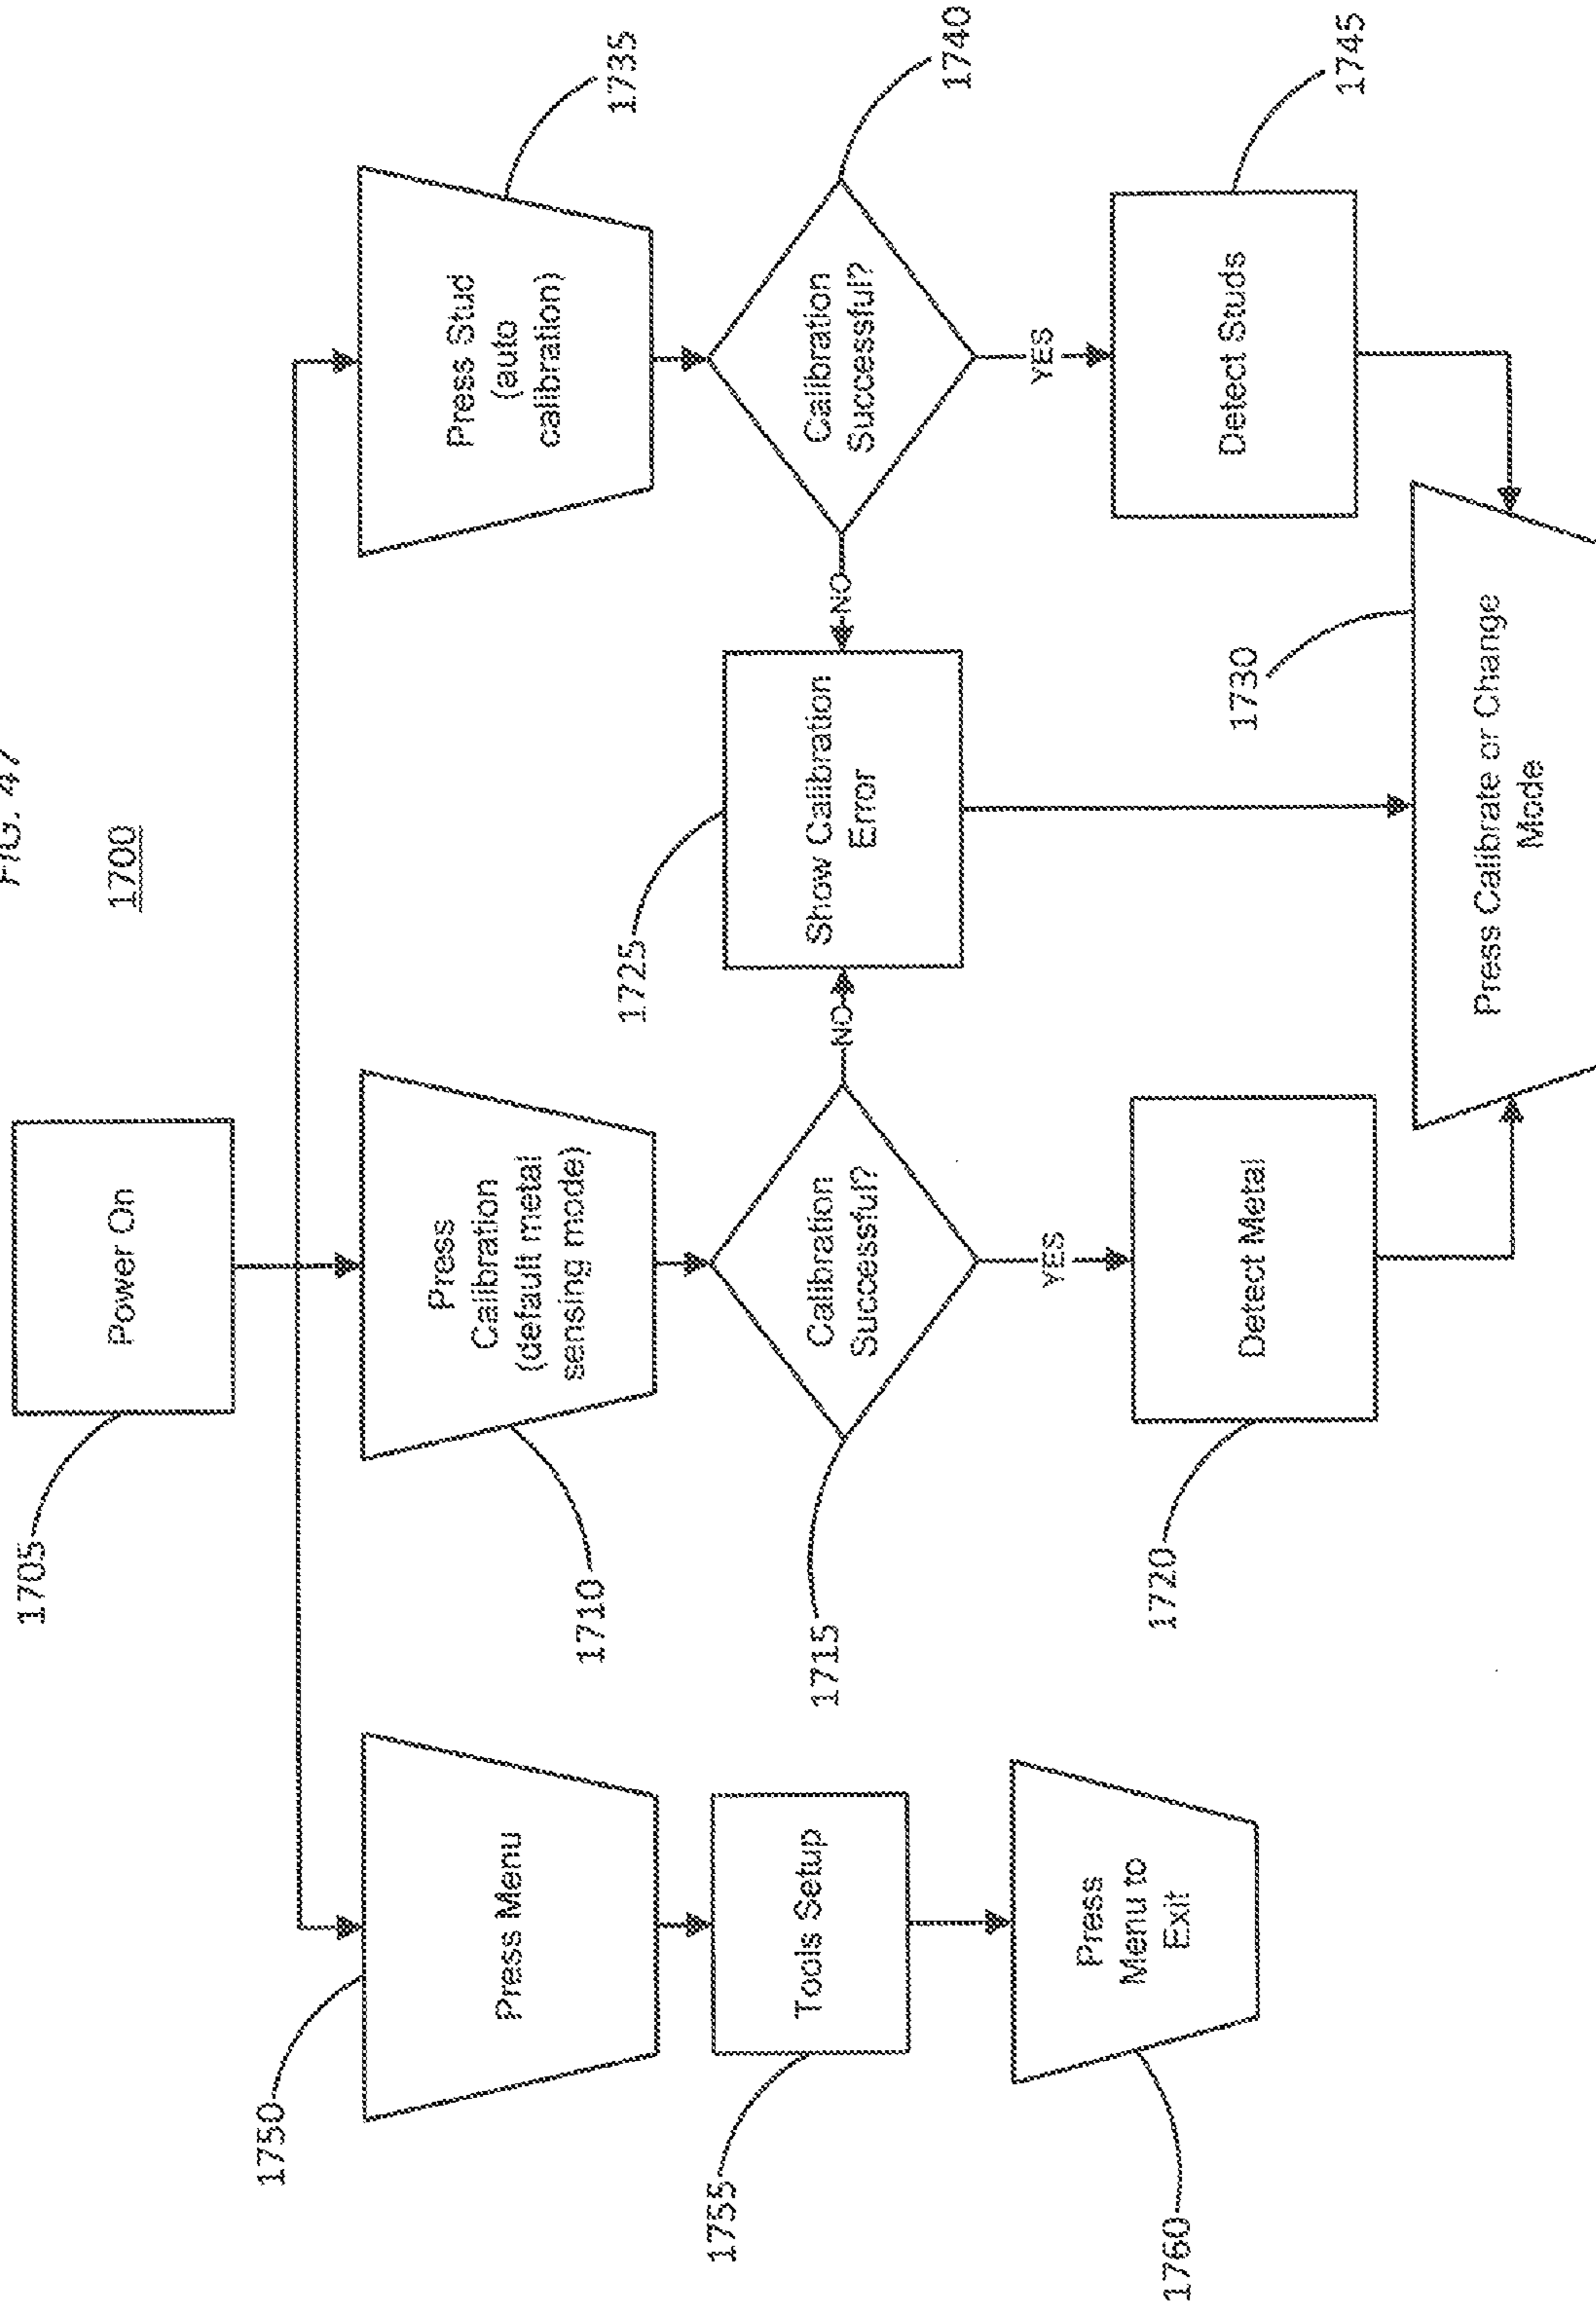 FIG. 47
1700
1705
Power On
1750
Press Menu
1710
Press
Calibration
(default metal
sensing mode)
Press Stud
(auto
calibration)
1735
1755
Tools Setup
1715
Calibration
Successful?
NO
1725
Show Calibration
Error
NO
Calibration
Successful?
1740
YES
YES
1760
Press
Menu to
Exit
1720
Detect Metal
1730
Detect Studs
1745
Press Calibrate or Change
Mode